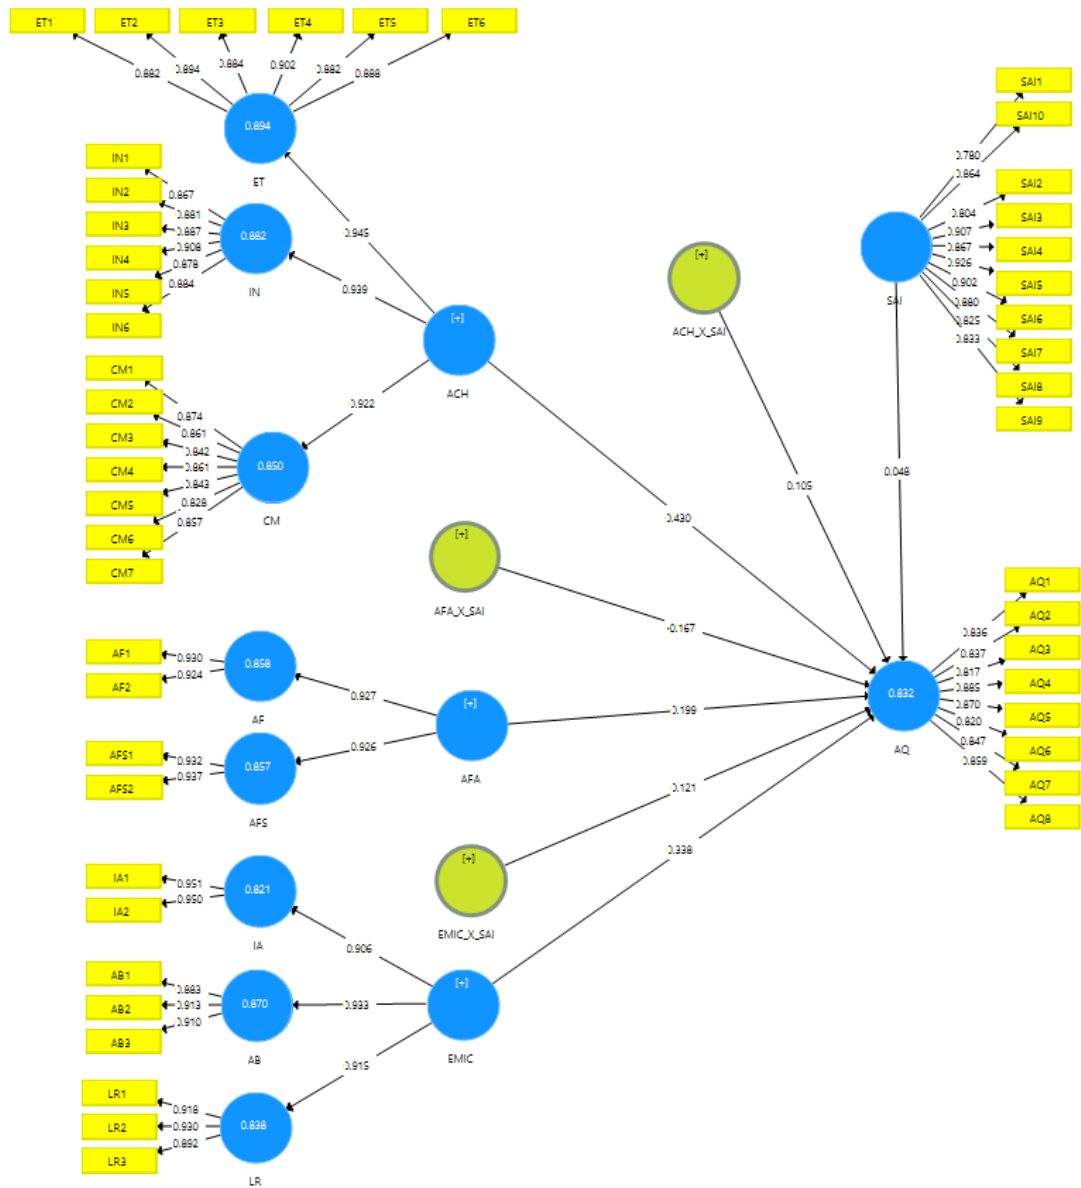 ET1 ET2 ET3 ET4 ET5 ET6
0.882 0.894 0.884 0.902 0.882 0.888
0.894
ET
IN1
IN2
IN3
IN4
IN5
IN6
0.867
0.881
0.887
0.908
0.878
0.884
0.882
IN
CM1
CM2
CM3
CM4
CM5
CM6
CM7
0.874
0.861
0.842
0.861
0.843
0.828
0.857
0.850
CM
0.945
0.939
0.922
[+]
ACH
[+]
ACH_X_SAI
0.105
0.430
SAI1
SAI10
SAI2
SAI3
SAI4
SAI5
SAI6
SAI7
SAI8
SAI9
0.780
0.864
0.804
0.907
0.867
0.926
0.902
0.880
0.825
0.833
SAI
0.048
[+]
AFA_X_SAI
-0.167
AF1
AF2
0.930
0.924
0.858
AF
AFS1
AFS2
0.932
0.937
0.857
AFS
0.927
0.926
[+]
AFA
0.199
AQ1
AQ2
AQ3
AQ4
AQ5
AQ6
AQ7
AQ8
0.836
0.837
0.817
0.885
0.870
0.820
0.847
0.859
0.832
AQ
[+]
EMIC_X_SAI
0.121
0.338
IA1
IA2
0.951
0.950
0.821
IA
AB1
AB2
AB3
0.883
0.913
0.910
0.870
AB
LR1
LR2
LR3
0.918
0.930
0.892
0.838
LR
0.906
0.933
0.915
[+]
EMIC